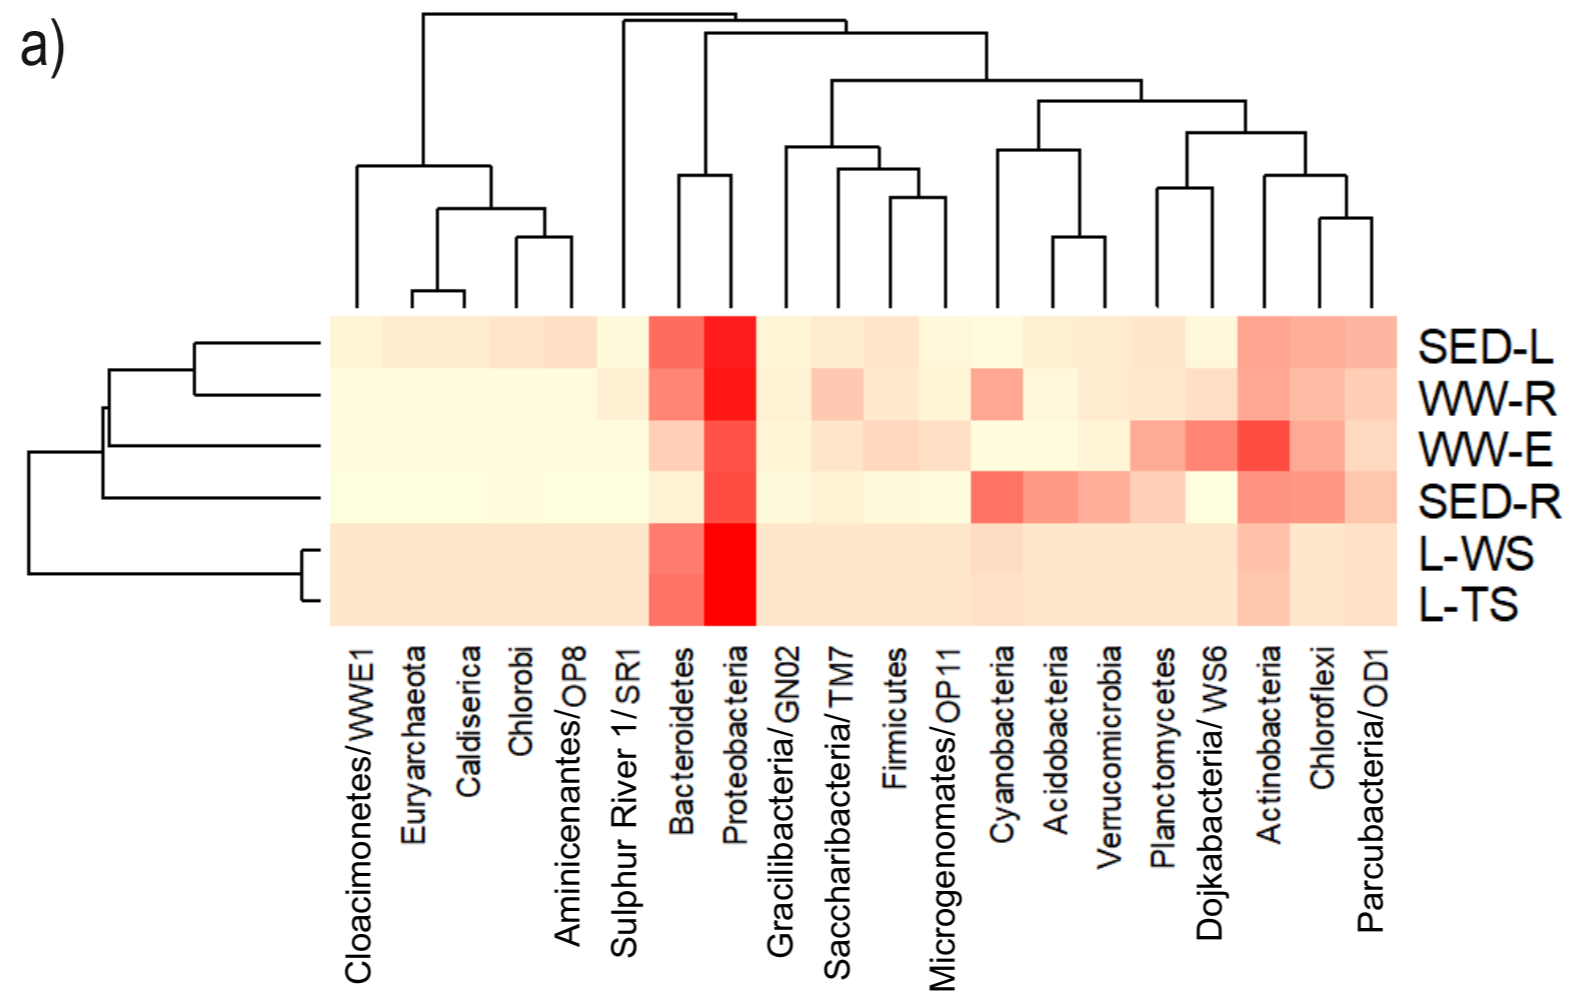 a)
SED-L
WW-R
WW-E
SED-R
L-WS
L-TS
Cloacimonetes/WWE1
Euryarchaeota
Caldiserica
Chlorobi
Aminicenantes/OP8
Sulphur River 1/SR1
Bacteroidetes
Proteobacteria
Gracilibacteria/GN02
Saccharibacteria/TM7
Firmicutes
Microgenomates/OP11
Cyanobacteria
Acidobacteria
Verrucomicrobia
Planctomycetes
Dojkabacteria/WS6
Actinobacteria
Chloroflexi
Parcubacteria/OD1